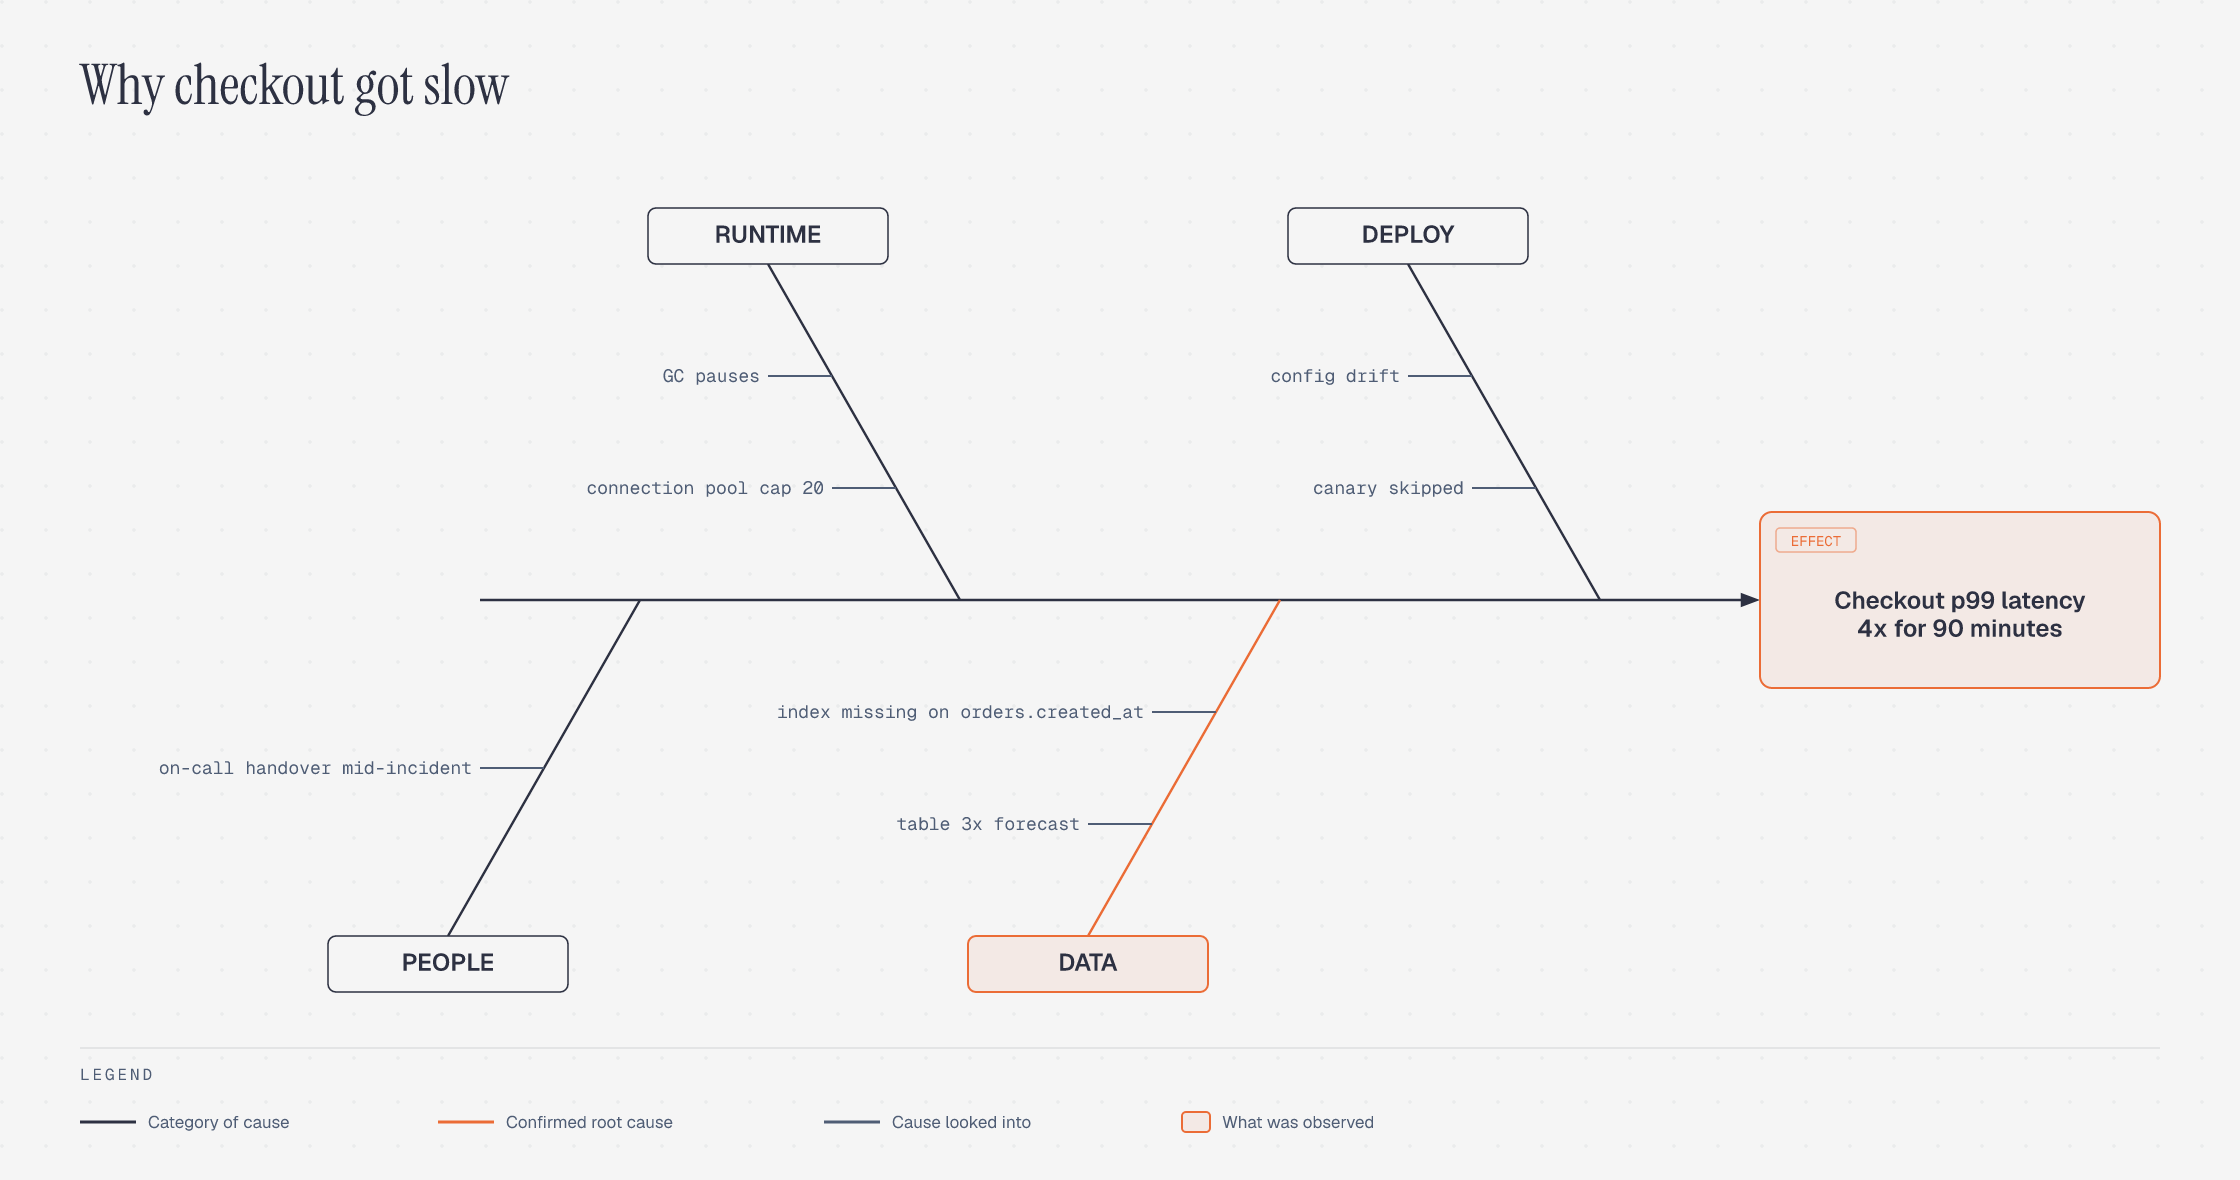 Why checkout got slow
RUNTIME
DEPLOY
GC pauses
config drift
connection pool cap 20
canary skipped
EFFECT
Checkout p99 latency
4x for 90 minutes
index missing on orders.created_at
on-call handover mid-incident
table 3x forecast
PEOPLE
DATA
LEGEND
Category of cause
Confirmed root cause
Cause looked into
What was observed